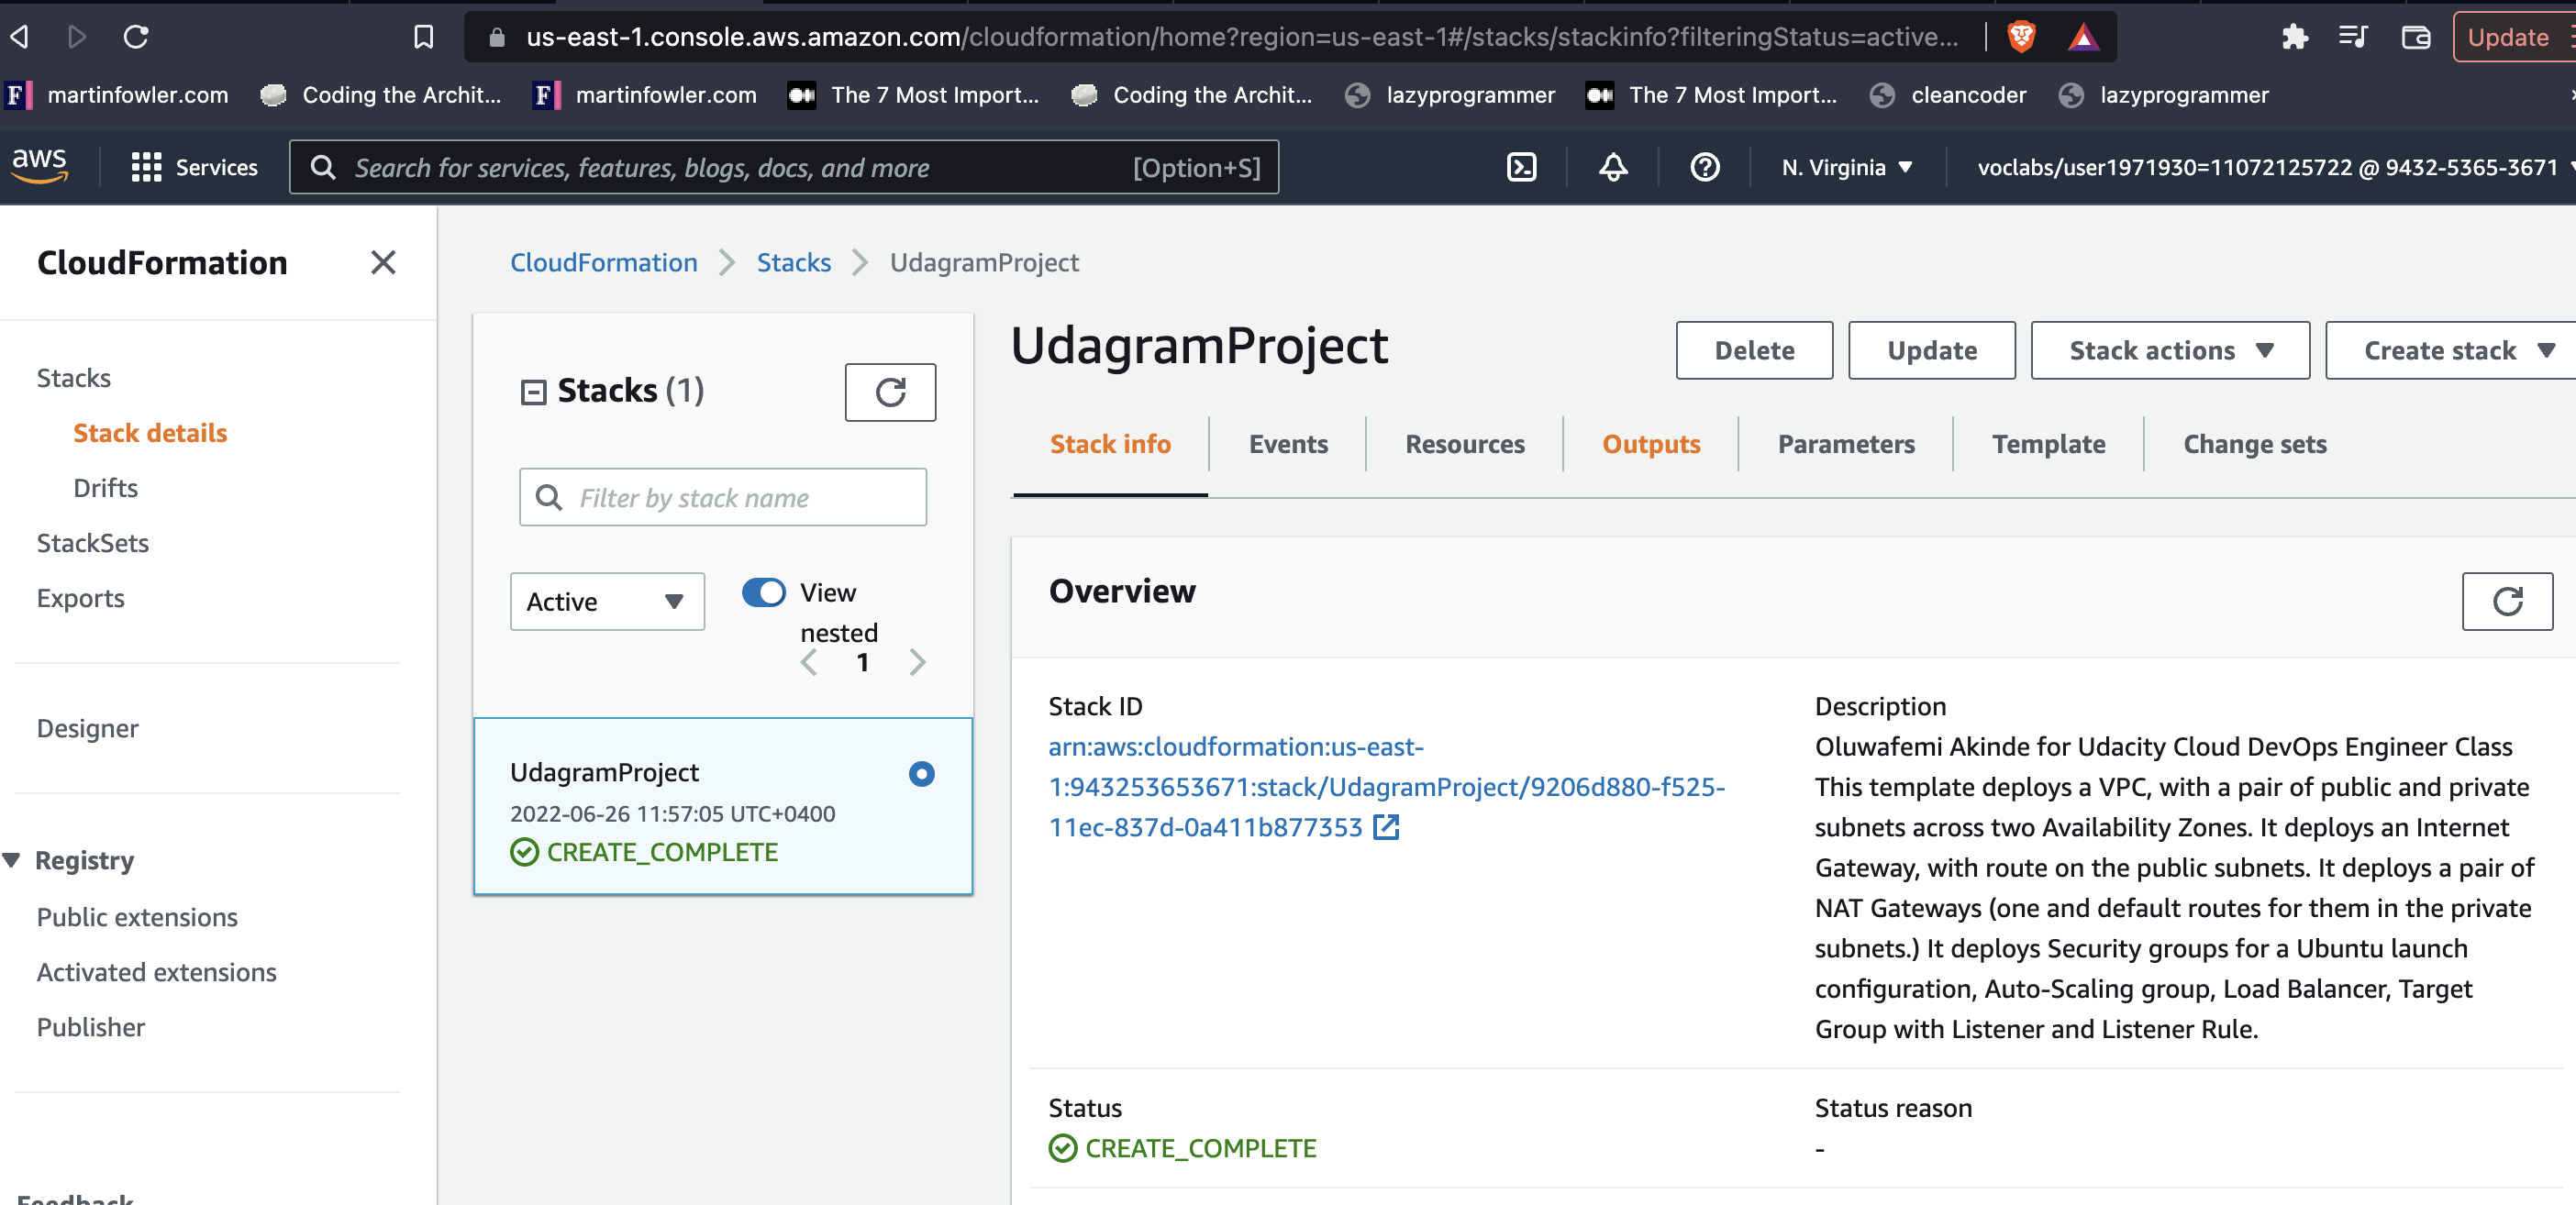 us-east-1.console.aws.amazon.com/cloudformation/home?region=us-east-1#/stacks/stackinfo?filteringStatus=active...
Update
martinfowler.com
Coding the Archit...
martinfowler.com
The 7 Most Import...
Coding the Archit...
lazyprogrammer
The 7 Most Import...
cleancoder
lazyprogrammer
aws
Services
Search for services, features, blogs, docs, and more
[Option+S]
N. Virginia
voclabs/user1971930=11072125722 @ 9432-5365-3671
CloudFormation
Stacks
Stack details
Drifts
StackSets
Exports
Designer
Registry
Public extensions
Activated extensions
Publisher
Feedback
CloudFormation
Stacks
UdagramProject
Stacks (1)
Filter by stack name
Active
View
nested
1
UdagramProject
2022-06-26 11:57:05 UTC+0400
CREATE_COMPLETE
UdagramProject
Delete
Update
Stack actions
Create stack
Stack info
Events
Resources
Outputs
Parameters
Template
Change sets
Overview
Stack ID
arn:aws:cloudformation:us-east-
1:943253653671:stack/UdagramProject/9206d880-f525-
11ec-837d-0a411b877353
Description
Oluwafemi Akinde for Udacity Cloud DevOps Engineer Class
This template deploys a VPC, with a pair of public and private
subnets across two Availability Zones. It deploys an Internet
Gateway, with route on the public subnets. It deploys a pair of
NAT Gateways (one and default routes for them in the private
subnets.) It deploys Security groups for a Ubuntu launch
configuration, Auto-Scaling group, Load Balancer, Target
Group with Listener and Listener Rule.
Status
CREATE_COMPLETE
Status reason
-